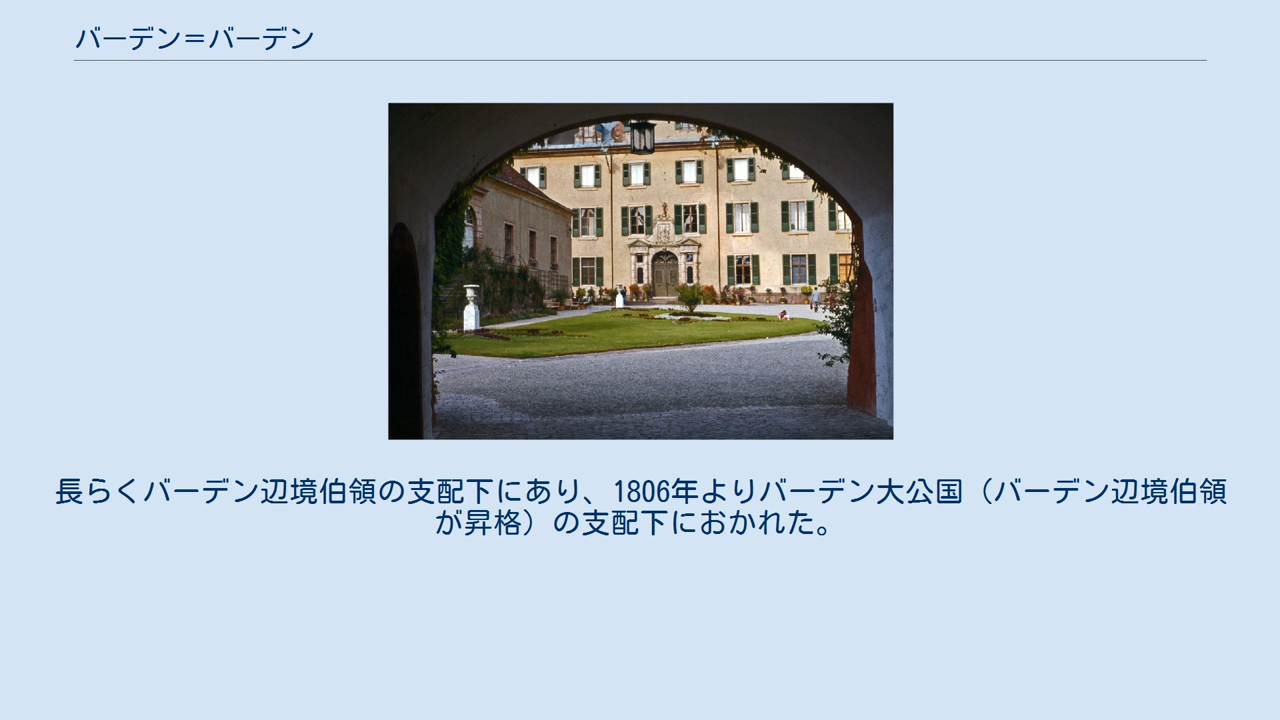 バーデン＝バーデン
長らくバーデン辺境伯領の支配下にあり、1806年よりバーデン大公国（バーデン辺境伯領
が昇格）の支配下におかれた。